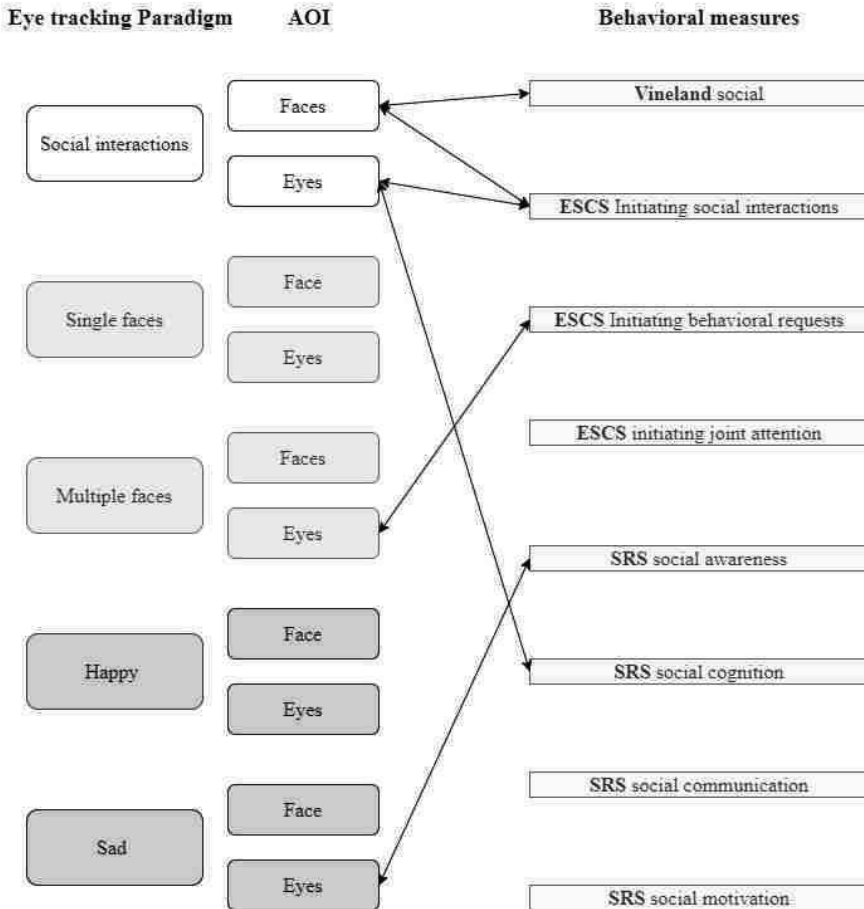 Eye tracking Paradigm AOI Behavioral measures
Social interactions
Faces
Eyes
Single faces
Face
Eyes
Multiple faces
Faces
Eyes
Happy
Face
Eyes
Sad
Face
Eyes
Vineland social
ESCS Initiating social interactions
ESCS Initiating behavioral requests
ESCS initiating joint attention
SRS social awareness
SRS social cognition
SRS social communication
SRS social motivation